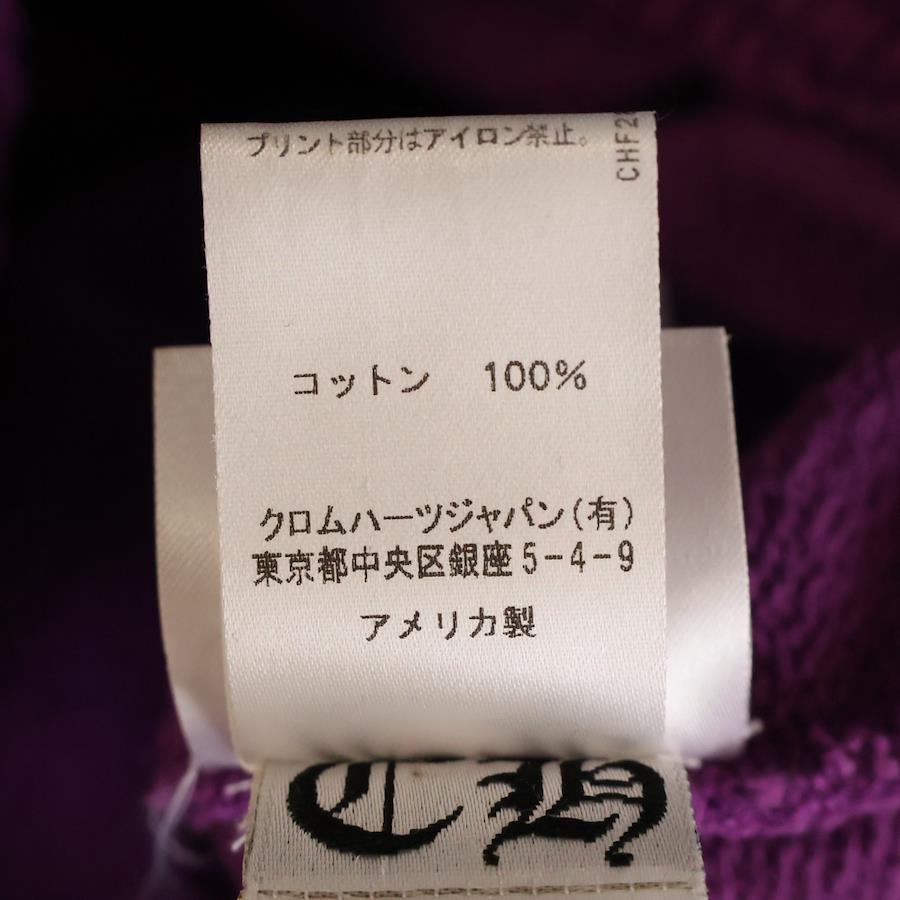 プリント部分はアイロン禁止。
CHF2
コットン 100%
クロムハーツジャパン(有)
東京都中央区銀座5-4-9
アメリカ製
CH